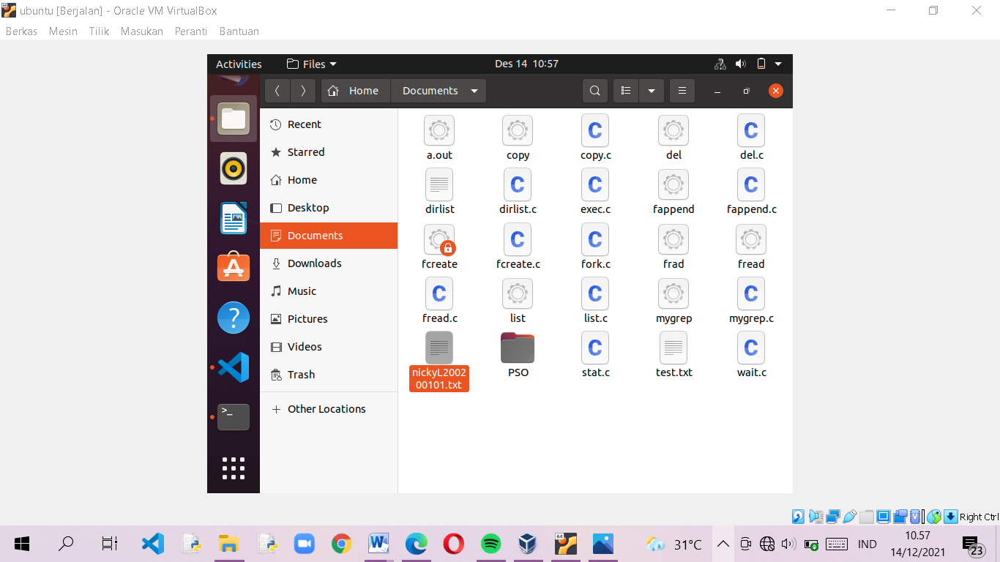 ubuntu [Berjalan] - Oracle VM VirtualBox
Berkas Mesin Tilik Masukan Peranti Bantuan
Activities Files Des 14 10:57
Home Documents
Recent
Starred
Home
Desktop
Documents
Downloads
Music
Pictures
Videos
Trash
Other Locations
a.out copy copy.c del del.c
dirlist dirlist.c exec.c fappend fappend.c
fcreate fcreate.c fork.c frad fread
fread.c list list.c mygrep mygrep.c
nickyL2002
00101.txt PSO stat.c test.txt wait.c
Right Ctrl
31°C IND 10.57
14/12/2021 23